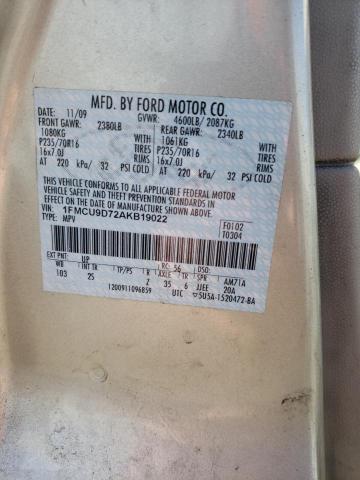 MFD. BY FORD MOTOR CO.
11/09 GVWR: 4600LB/ 2087KG
FRONT GAWR: 2380LB REAR GAWR: 2340LB
1080KG 1061KG
P235/70R16 TIRES P235/70R16 TIRES
16x7.0J RIMS 16x7.0J RIMS
AT 220 kPa/ 32 PSI COLD AT 220 kPa/ 32 PSI COLD
THIS VEHICLE CONFORMS TO ALL APPLICABLE FEDERAL MOTOR
VEHICLE SAFETY AND THEFT PREVENTION STANDARDS IN EFFECT ON
THE DATE OF MANUFACTURE SHOWN ABOVE.
VIN: 1FMCU9D72AKB19022 F0102
TYPE: MPV T0304
EXT PNT: UP RC: 56 DSO:
WB INT TR TP/PS R AXLE TR SPR AM71A
103 25 Z 35 6 JJEE 20A
1200911096859 UTC 5U5A-1520472-BA